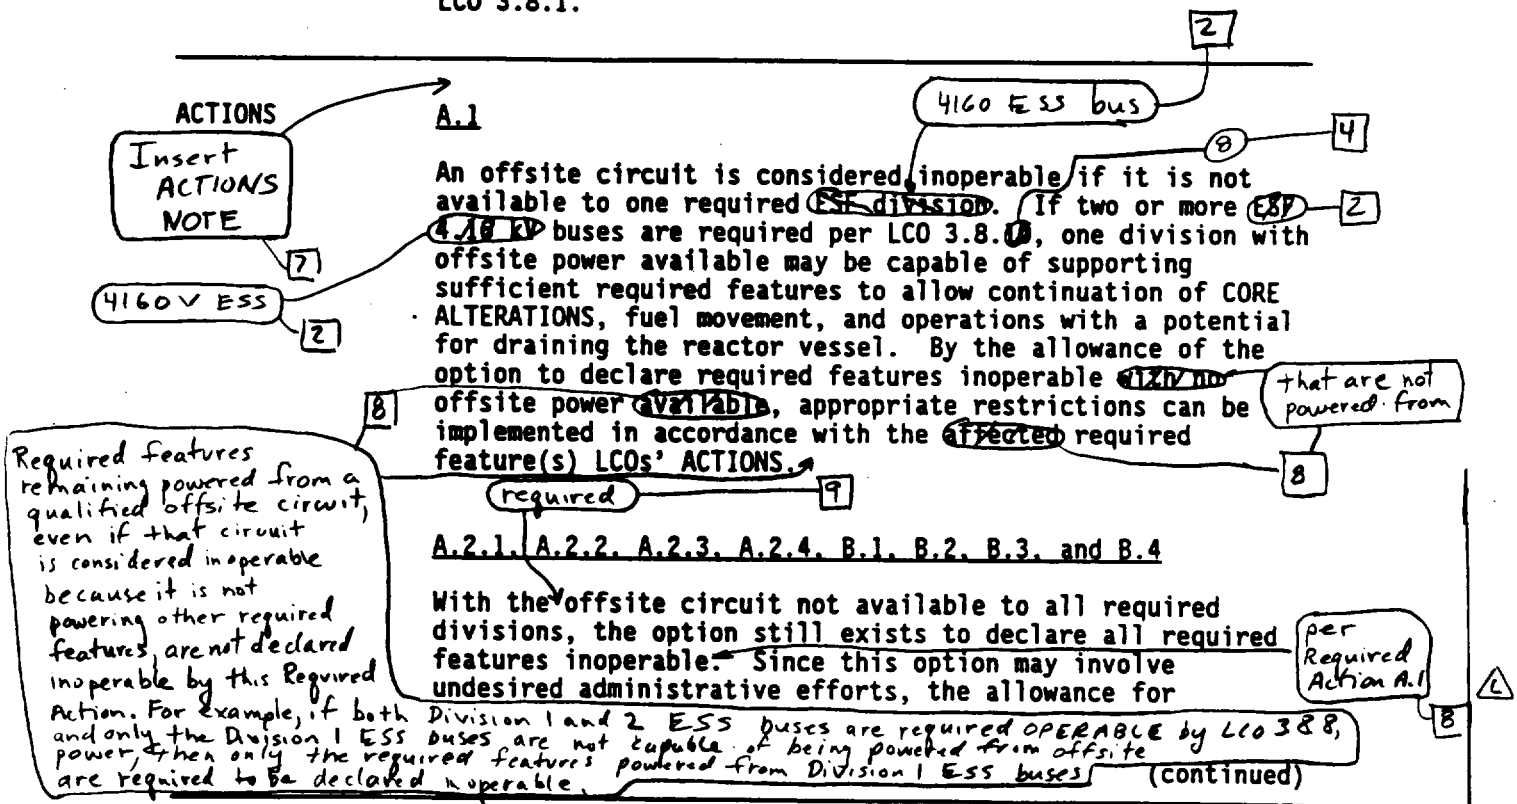 LCO 3.8.1.
2
4160 ESS bus
ACTIONS
A.1
8
4
Insert
ACTIONS
NOTE
7
An offsite circuit is considered inoperable if it is not
available to one required ESF division. If two or more ESF
2
4.16 kV buses are required per LCO 3.8.10, one division with
offsite power available may be capable of supporting
4160 V ESS
2
sufficient required features to allow continuation of CORE
ALTERATIONS, fuel movement, and operations with a potential
for draining the reactor vessel. By the allowance of the
option to declare required features inoperable with no
that are not
powered from
8
offsite power available, appropriate restrictions can be
implemented in accordance with the affected required
feature(s) LCOs' ACTIONS.
8
required
9
Required features
remaining powered from a
qualified offsite circuit,
even if that circuit
is considered inoperable
because it is not
powering other required
features, are not declared
inoperable by this Required
Action. For example, if both Division 1 and 2 ESS buses are required OPERABLE by LCO 3.8.8,
and only the Division 1 ESS buses are not capable of being powered from offsite
power, then only the required features powered from Division 1 ESS buses
are required to be declared inoperable.
A.2.1, A.2.2, A.2.3, A.2.4, B.1, B.2, B.3, and B.4
With the offsite circuit not available to all required
divisions, the option still exists to declare all required
features inoperable. Since this option may involve
undesired administrative efforts, the allowance for
per
Required
Action A.1
8
(continued)